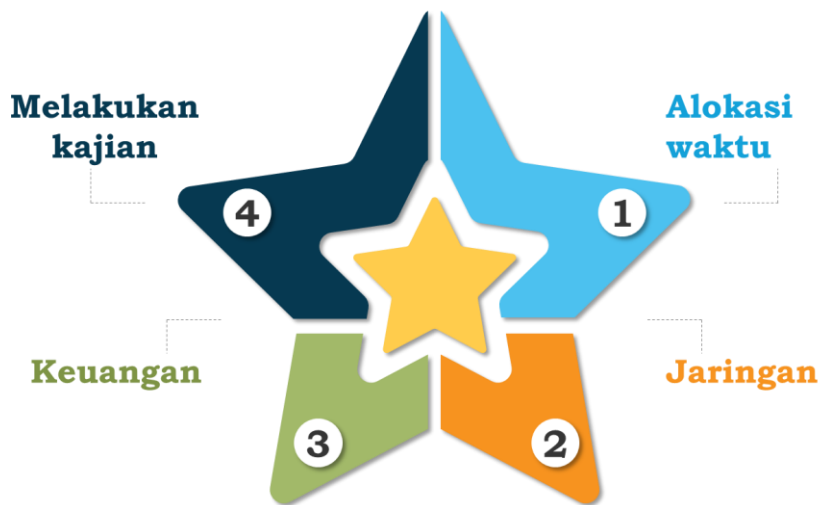 Melakukan
kajian
Alokasi
waktu
4
1
Keuangan
Jaringan
3
2